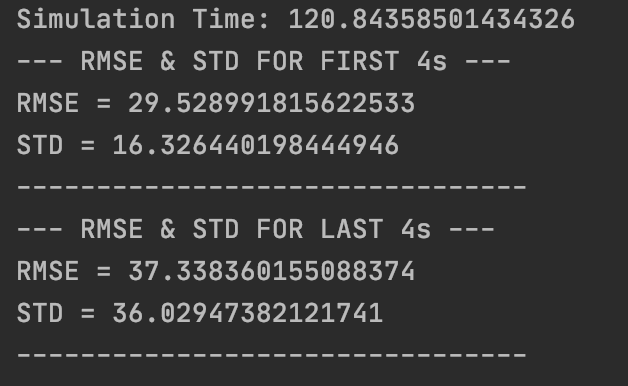 Simulation Time: 120.84358501434326
--- RMSE & STD FOR FIRST 4s ---
RMSE = 29.528991815622533
STD = 16.326440198444946
--------------------------------
--- RMSE & STD FOR LAST 4s ---
RMSE = 37.338360155088374
STD = 36.02947382121741
--------------------------------